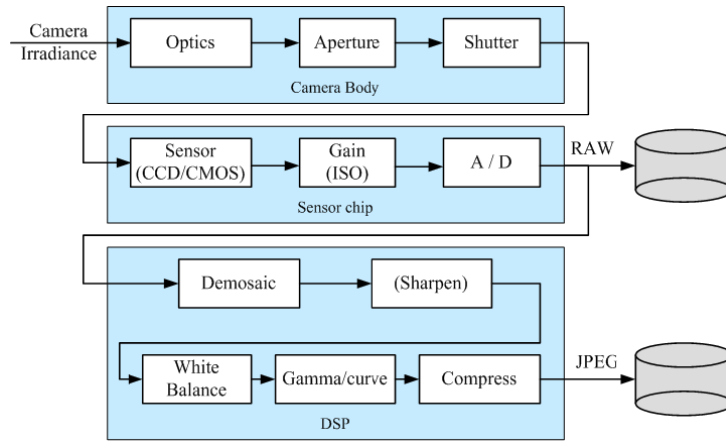 Camera
Irradiance
Optics
Aperture
Shutter
Camera Body
Sensor
(CCD/CMOS)
Gain
(ISO)
A / D
RAW
Sensor chip
Demosaic
(Sharpen)
White
Balance
Gamma/curve
Compress
JPEG
DSP